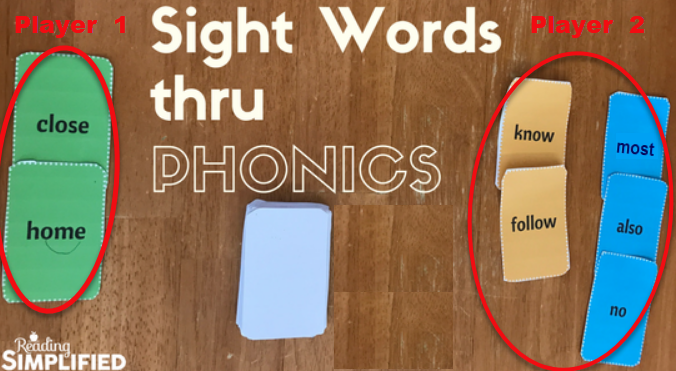 Player 1
Sight Words
Player 2
thru
PHONICS
close
home
know
follow
most
also
no
Reading
SIMPLIFIED